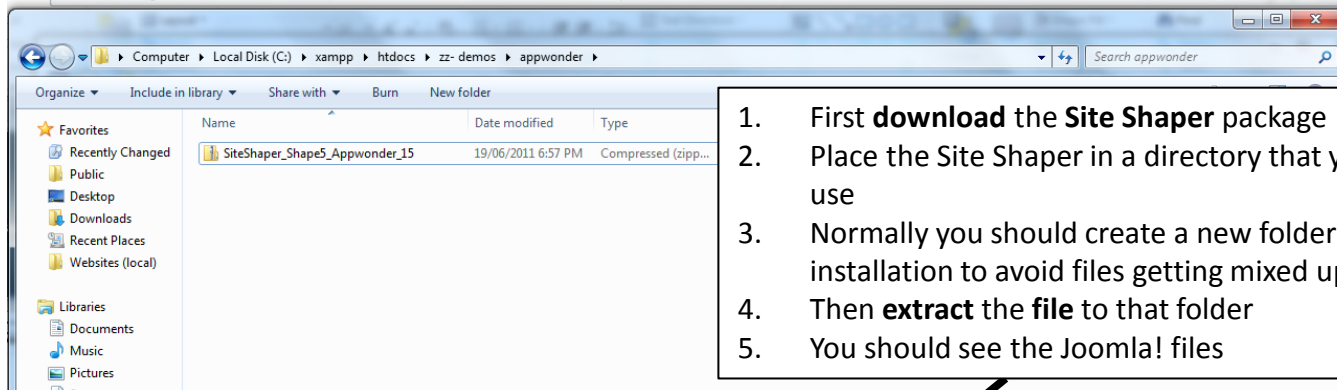 Computer ▸ Local Disk (C:) ▸ xampp ▸ htdocs ▸ zz- demos ▸ appwonder ▸
Search appwonder
Organize Include in library Share with Burn New folder
Name Date modified Type
SiteShaper_Shape5_Appwonder_15 19/06/2011 6:57 PM Compressed (zipp...
Favorites
Recently Changed
Public
Desktop
Downloads
Recent Places
Websites (local)
Libraries
Documents
Music
Pictures
1. First download the Site Shaper package
2. Place the Site Shaper in a directory that
use
3. Normally you should create a new folder
installation to avoid files getting mixed up
4. Then extract the file to that folder
5. You should see the Joomla! files